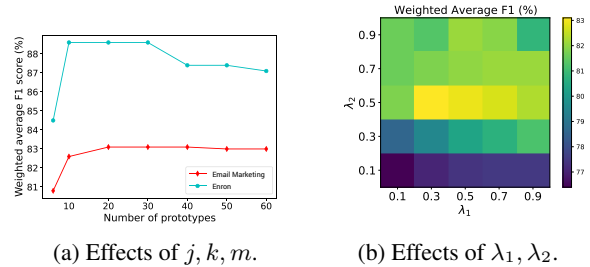 Weighted average F1 score (%)
88
87
86
85
84
83
82
81
10 20 30 40 50 60
Number of prototypes
Email Marketing
Enron
(a) Effects of j, k, m.
Weighted Average F1 (%)
λ2
0.9
0.7
0.5
0.3
0.1
0.1 0.3 0.5 0.7 0.9
λ1
83
82
81
80
79
78
77
(b) Effects of λ1, λ2.